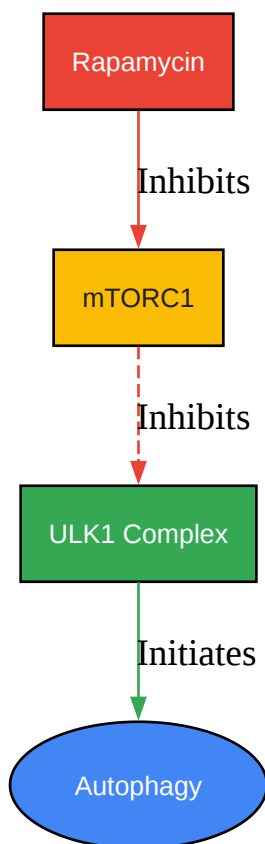 Rapamycin
Inhibits
mTORC1
Inhibits
ULK1 Complex
Initiates
Autophagy